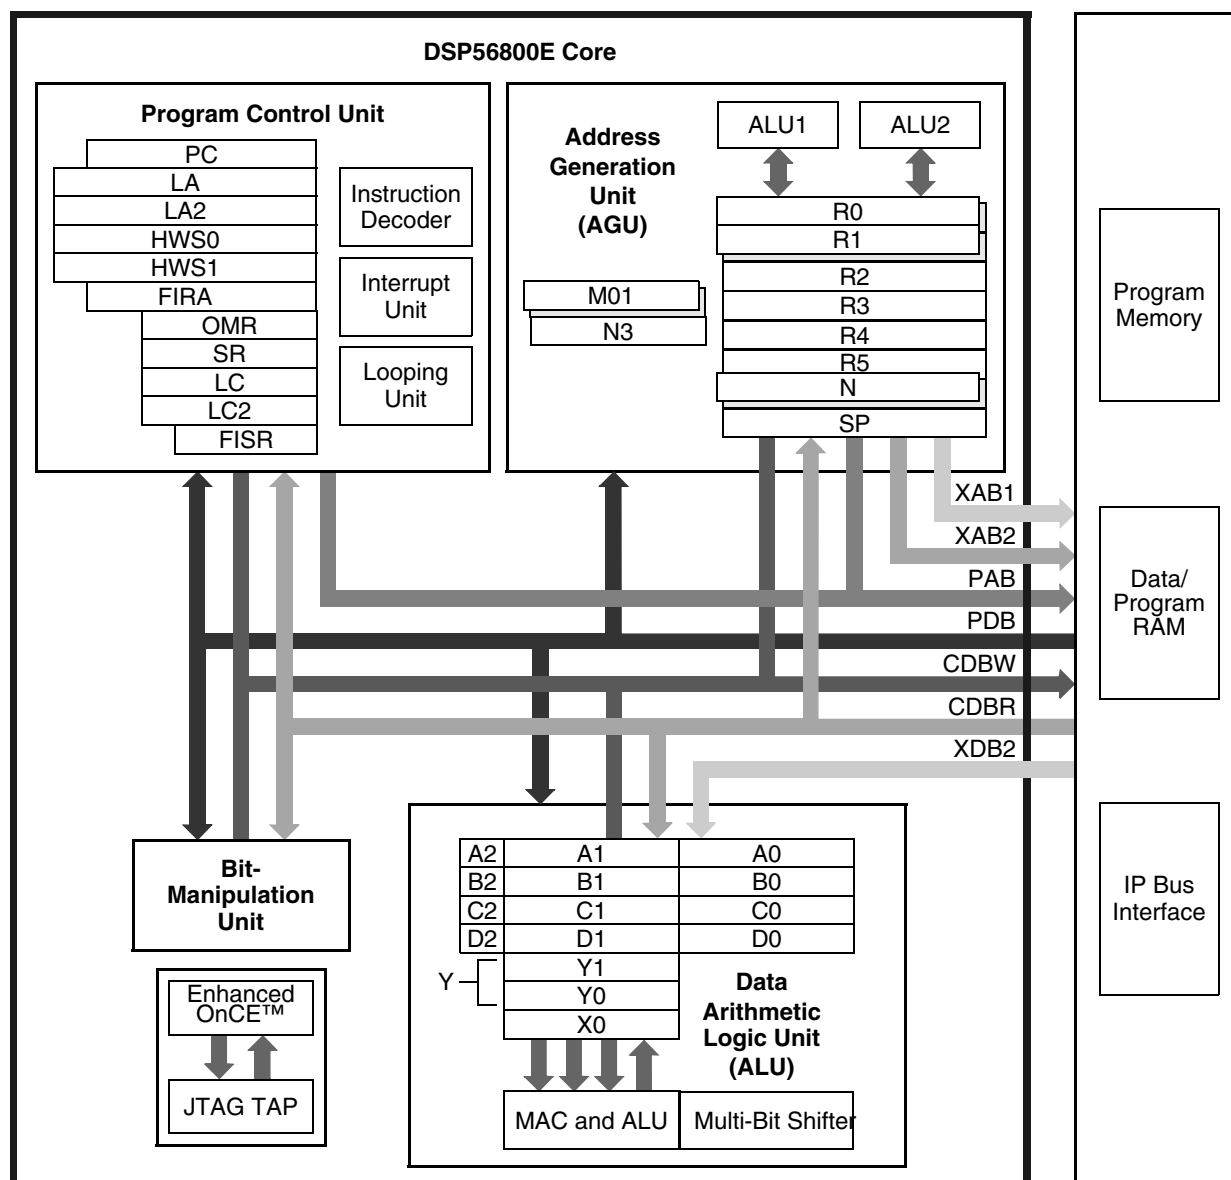 DSP56800E Core
Program Control Unit
PC
LA
LA2
HWS0
HWS1
FIRA
OMR
SR
LC
LC2
FISR
Instruction
Decoder
Interrupt
Unit
Looping
Unit
Address
Generation
Unit
(AGU)
ALU1
ALU2
R0
R1
R2
R3
R4
R5
N
SP
M01
N3
XAB1
XAB2
PAB
PDB
CDBW
CDBR
XDB2
Program
Memory
Data/
Program
RAM
IP Bus
Interface
Bit-
Manipulation
Unit
Enhanced
OnCE™
JTAG TAP
A2 A1 A0
B2 B1 B0
C2 C1 C0
D2 D1 D0
Y
Y1
Y0
X0
Data
Arithmetic
Logic Unit
(ALU)
MAC and ALU
Multi-Bit Shifter